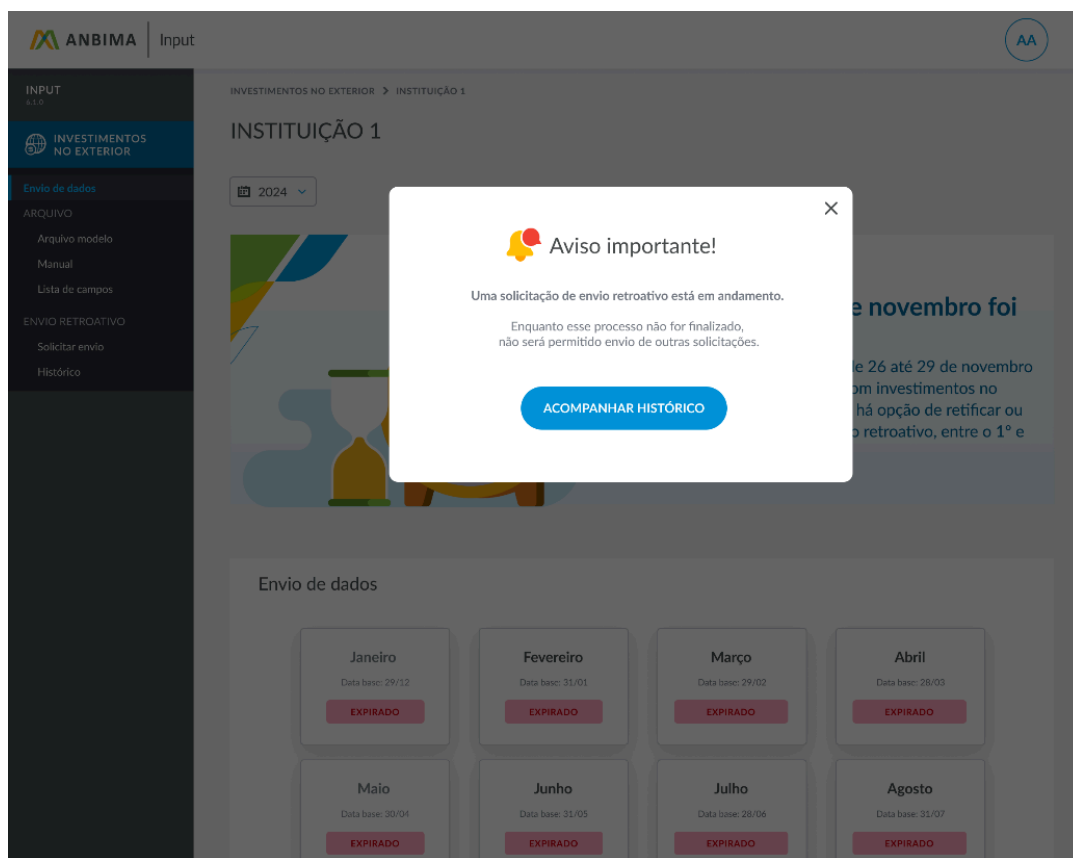 ANBIMA Input
AA
INPUT
6.1.0
INVESTIMENTOS
NO EXTERIOR
Envio de dados
ARQUIVO
Arquivo modelo
Manual
Lista de campos
ENVIO RETROATIVO
Solicitar envio
Histórico
INVESTIMENTOS NO EXTERIOR > INSTITUIÇÃO 1
INSTITUIÇÃO 1
2024
Aviso importante!
Uma solicitação de envio retroativo está em andamento.
Enquanto esse processo não for finalizado,
não será permitido envio de outras solicitações.
ACOMPANHAR HISTÓRICO
e novembro foi
de 26 até 29 de novembro
om investimentos no
há opção de retificar ou
o retroativo, entre o 1º e
Envio de dados
Janeiro
Data base: 29/12
EXPIRADO
Fevereiro
Data base: 31/01
EXPIRADO
Março
Data base: 29/02
EXPIRADO
Abril
Data base: 28/03
EXPIRADO
Maio
Data base: 30/04
EXPIRADO
Junho
Data base: 31/05
EXPIRADO
Julho
Data base: 28/06
EXPIRADO
Agosto
Data base: 31/07
EXPIRADO